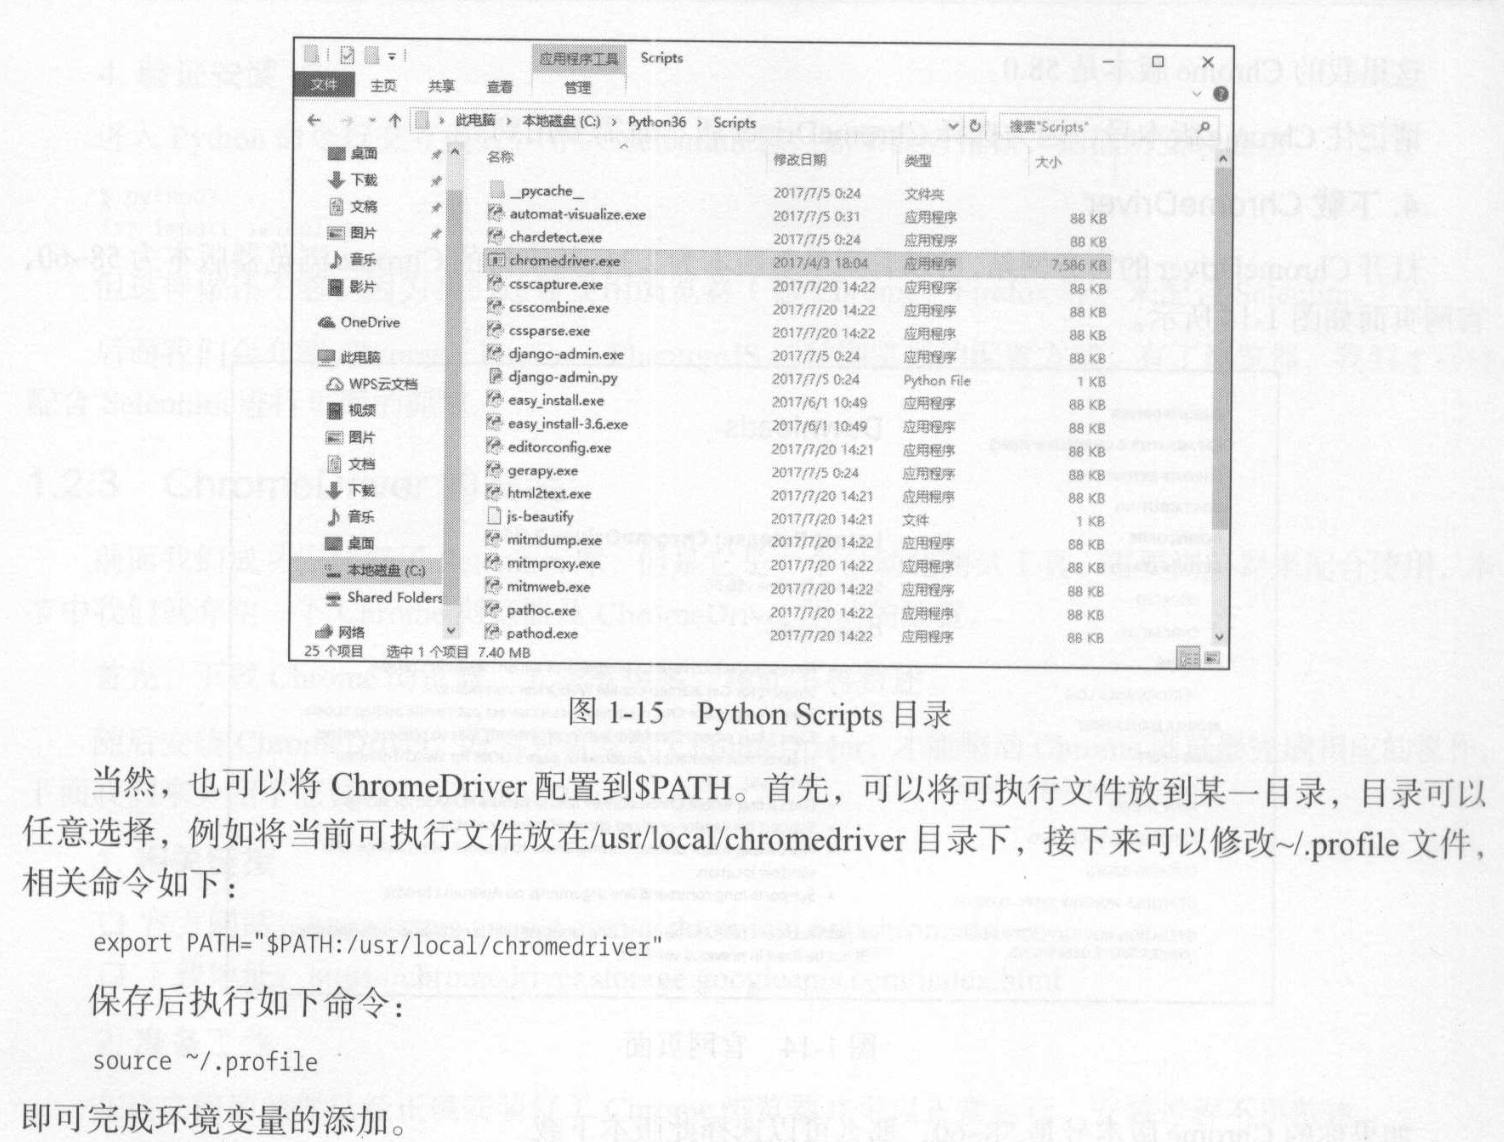 应用程序工具 Scripts
文件 主页 共享 查看 管理
此电脑 › 本地磁盘 (C:) › Python36 › Scripts 搜索"Scripts"
名称 修改日期 类型 大小
桌面
下载
文稿
图片
音乐
影片
OneDrive
此电脑
WPS云文档
视频
图片
文档
下载
音乐
桌面
本地磁盘 (C:)
Shared Folders
网络
__pycache__ 2017/7/5 0:24 文件夹
automat-visualize.exe 2017/7/5 0:31 应用程序 88 KB
chardetect.exe 2017/7/5 0:24 应用程序 88 KB
chromedriver.exe 2017/4/3 18:04 应用程序 7,586 KB
csscapture.exe 2017/7/20 14:22 应用程序 88 KB
csscombine.exe 2017/7/20 14:22 应用程序 88 KB
cssparse.exe 2017/7/20 14:22 应用程序 88 KB
django-admin.exe 2017/7/5 0:24 应用程序 88 KB
django-admin.py 2017/7/5 0:24 Python File 1 KB
easy_install.exe 2017/6/1 10:49 应用程序 88 KB
easy_install-3.6.exe 2017/6/1 10:49 应用程序 88 KB
editorconfig.exe 2017/7/20 14:21 应用程序 88 KB
gerapy.exe 2017/7/5 0:24 应用程序 88 KB
html2text.exe 2017/7/20 14:21 应用程序 88 KB
js-beautify 2017/7/20 14:21 文件 1 KB
mitmdump.exe 2017/7/20 14:22 应用程序 88 KB
mitmproxy.exe 2017/7/20 14:22 应用程序 88 KB
mitmweb.exe 2017/7/20 14:22 应用程序 88 KB
pathoc.exe 2017/7/20 14:22 应用程序 88 KB
pathod.exe 2017/7/20 14:22 应用程序 88 KB
25 个项目 选中 1 个项目 7.40 MB
图 1-15 Python Scripts 目录
当然，也可以将 ChromeDriver 配置到$PATH。首先，可以将可执行文件放到某一目录，目录可以
任意选择，例如将当前可执行文件放在/usr/local/chromedriver 目录下，接下来可以修改~/.profile 文件，
相关命令如下：
export PATH="$PATH:/usr/local/chromedriver"
保存后执行如下命令：
source ~/.profile
即可完成环境变量的添加。